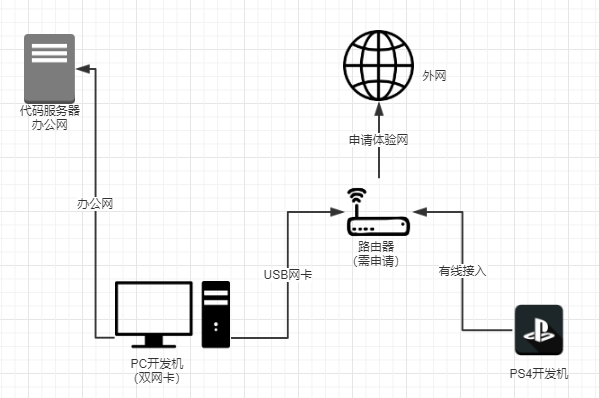 代码服务器
办公网
外网
申请体验网
办公网
路由器
（需申请）
USB网卡
有线接入
PC开发机
（双网卡）
PS4开发机